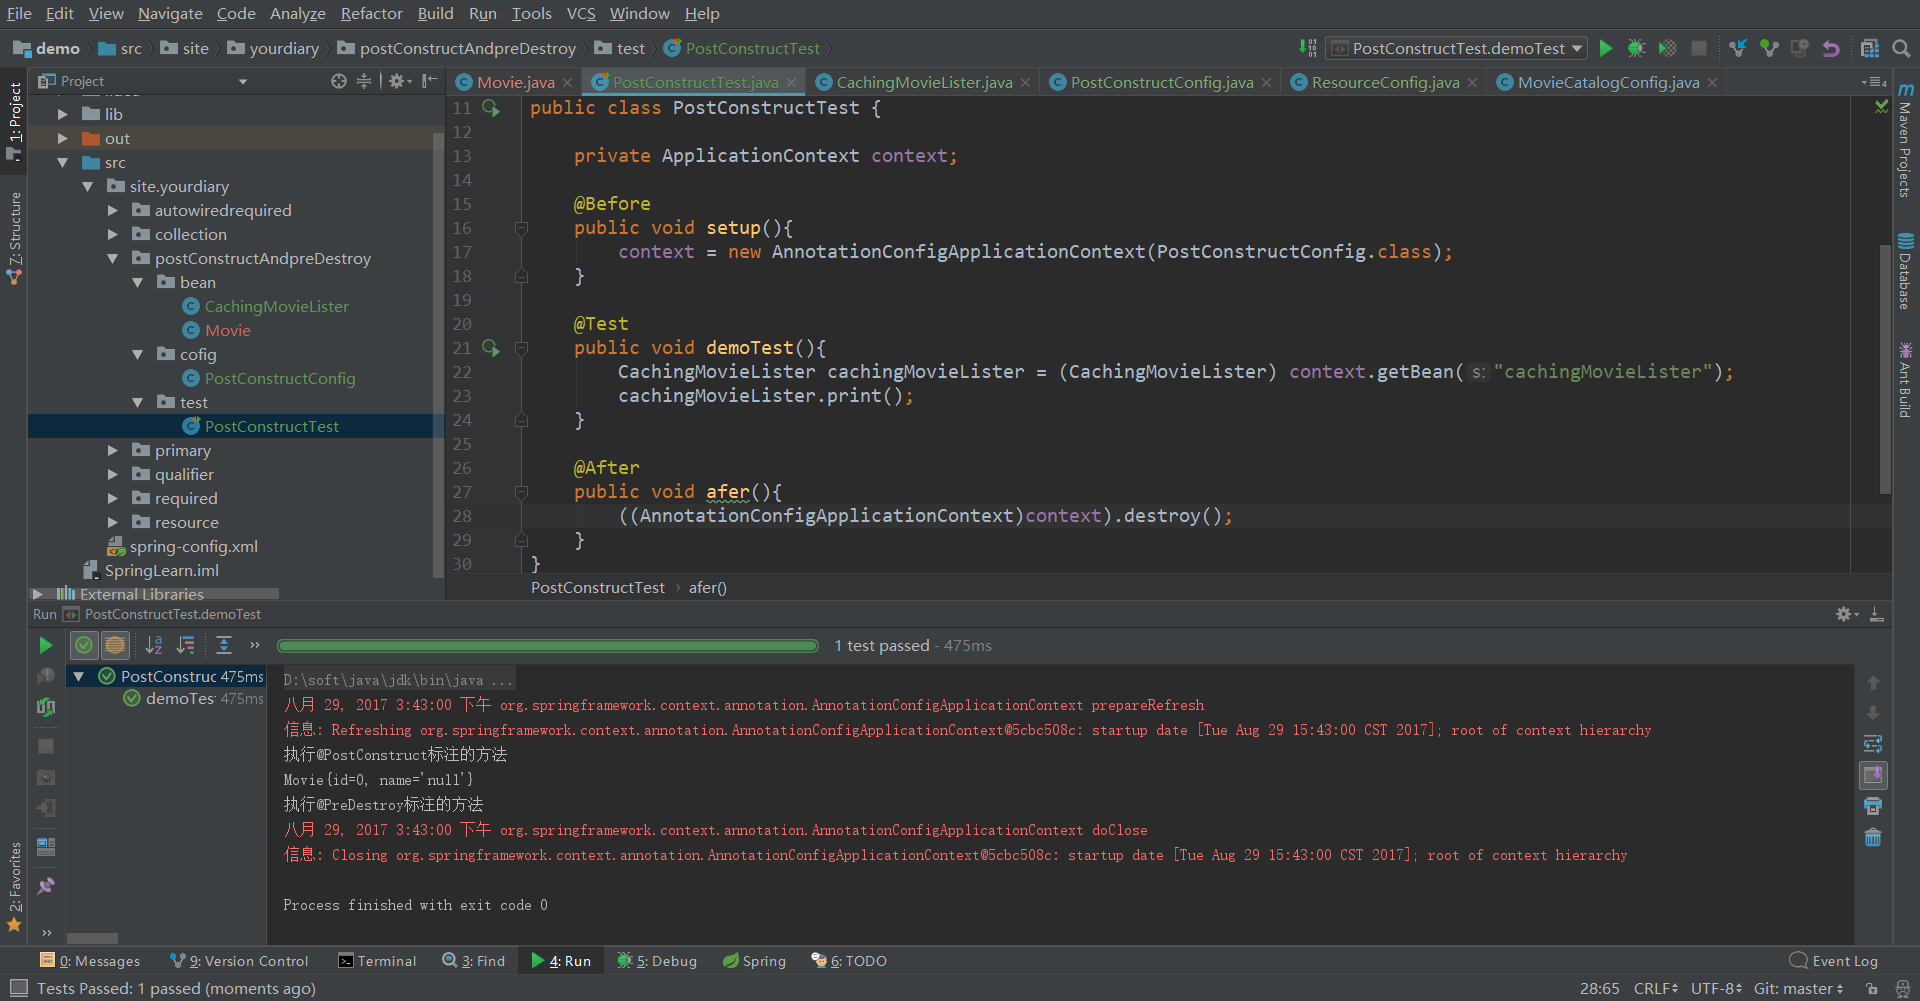 File Edit View Navigate Code Analyze Refactor Build Run Tools VCS Window Help
demo src site yourdiary postConstructAndpreDestroy test PostConstructTest
PostConstructTest.demoTest
Project
Movie.java PostConstructTest.java CachingMovieLister.java PostConstructConfig.java ResourceConfig.java MovieCatalogConfig.java
1: Project
7: Structure
2: Favorites
lib
out
src
site.yourdiary
autowiredrequired
collection
postConstructAndpreDestroy
bean
CachingMovieLister
Movie
cofig
PostConstructConfig
test
PostConstructTest
primary
qualifier
required
resource
spring-config.xml
SpringLearn.iml
External Libraries
11 public class PostConstructTest {
12
13 private ApplicationContext context;
14
15 @Before
16 public void setup(){
17 context = new AnnotationConfigApplicationContext(PostConstructConfig.class);
18 }
19
20 @Test
21 public void demoTest(){
22 CachingMovieLister cachingMovieLister = (CachingMovieLister) context.getBean( s: "cachingMovieLister");
23 cachingMovieLister.print();
24 }
25
26 @After
27 public void afer(){
28 ((AnnotationConfigApplicationContext)context).destroy();
29 }
30 }
PostConstructTest › afer()
Maven Projects
Database
Ant Build
Run PostConstructTest.demoTest
1 test passed - 475ms
PostConstruc 475ms
demoTes 475ms
D:\soft\java\jdk\bin\java ...
八月 29, 2017 3:43:00 下午 org.springframework.context.annotation.AnnotationConfigApplicationContext prepareRefresh
信息: Refreshing org.springframework.context.annotation.AnnotationConfigApplicationContext@5cbc508c: startup date [Tue Aug 29 15:43:00 CST 2017]; root of context hierarchy
执行@PostConstruct标注的方法
Movie{id=0, name='null'}
执行@PreDestroy标注的方法
八月 29, 2017 3:43:00 下午 org.springframework.context.annotation.AnnotationConfigApplicationContext doClose
信息: Closing org.springframework.context.annotation.AnnotationConfigApplicationContext@5cbc508c: startup date [Tue Aug 29 15:43:00 CST 2017]; root of context hierarchy
Process finished with exit code 0
0: Messages 9: Version Control Terminal 3: Find 4: Run 5: Debug Spring 6: TODO Event Log
Tests Passed: 1 passed (moments ago) 28:65 CRLF UTF-8 Git: master